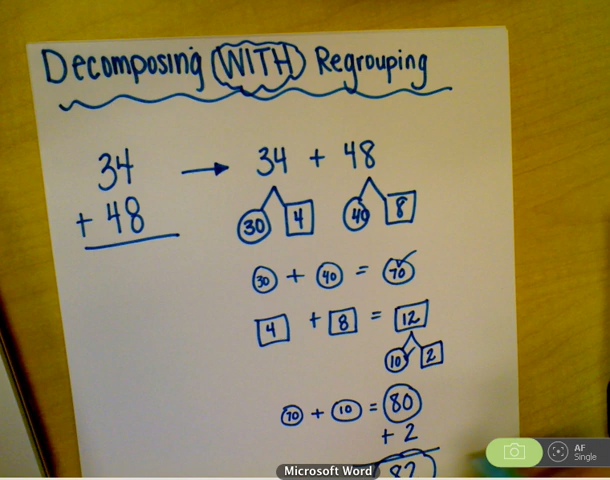 Decomposing (WITH) Regrouping
34 → 34 + 48
+ 48
30 4 40 8
30 + 40 = 70
4 + 8 = 12
10 2
70 + 10 = 80
+ 2
82
Microsoft Word
AF
Single